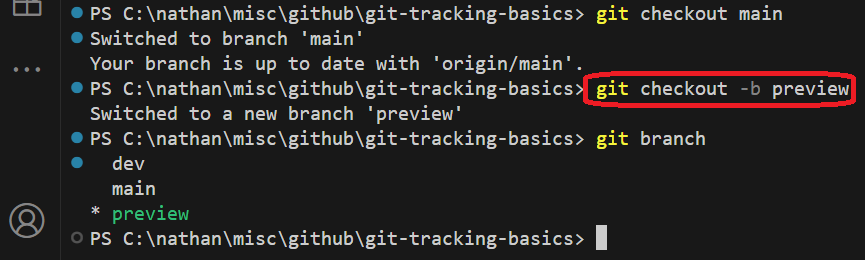 PS C:\nathan\misc\github\git-tracking-basics> git checkout main
Switched to branch 'main'
Your branch is up to date with 'origin/main'.
PS C:\nathan\misc\github\git-tracking-basics> git checkout -b preview
Switched to a new branch 'preview'
PS C:\nathan\misc\github\git-tracking-basics> git branch
  dev
  main
* preview
PS C:\nathan\misc\github\git-tracking-basics>